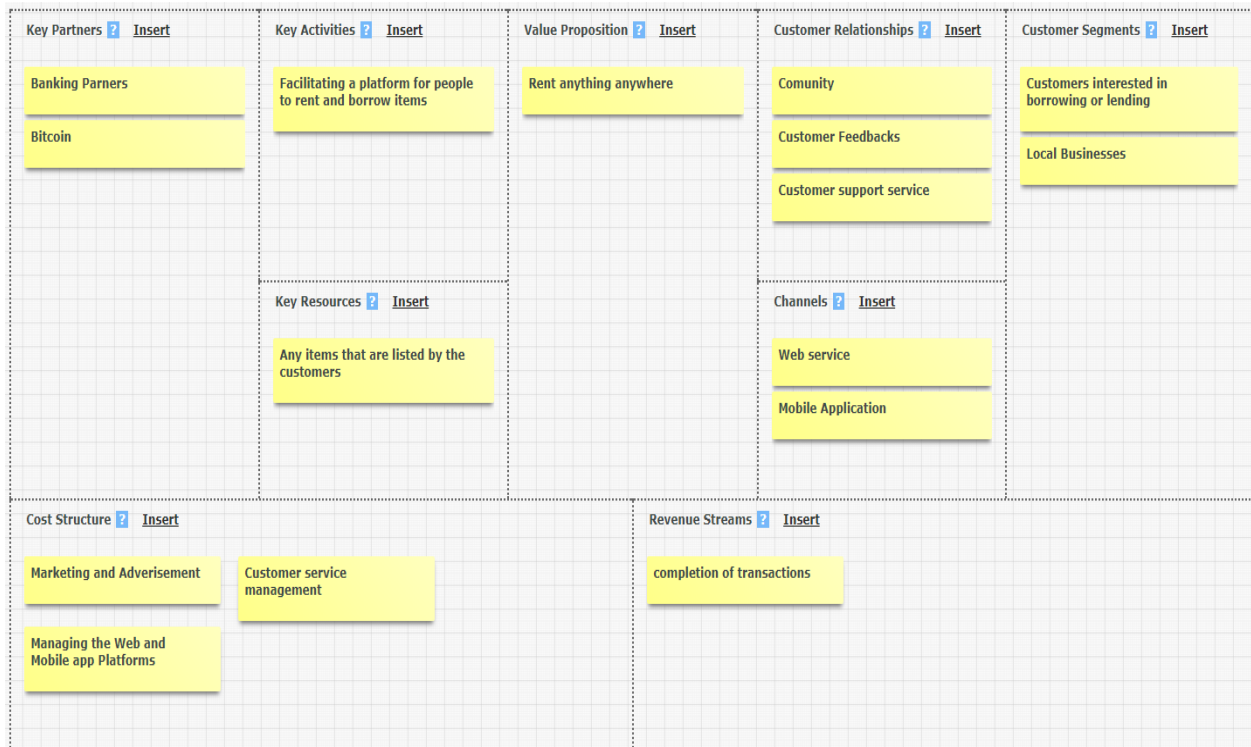 Key Partners ? Insert
Banking Parners
Bitcoin
Key Activities ? Insert
Facilitating a platform for people
to rent and borrow items
Key Resources ? Insert
Any items that are listed by the
customers
Value Proposition ? Insert
Rent anything anywhere
Customer Relationships ? Insert
Comunity
Customer Feedbacks
Customer support service
Channels ? Insert
Web service
Mobile Application
Customer Segments ? Insert
Customers interested in
borrowing or lending
Local Businesses
Cost Structure ? Insert
Marketing and Adverisement
Customer service
management
Managing the Web and
Mobile app Platforms
Revenue Streams ? Insert
completion of transactions